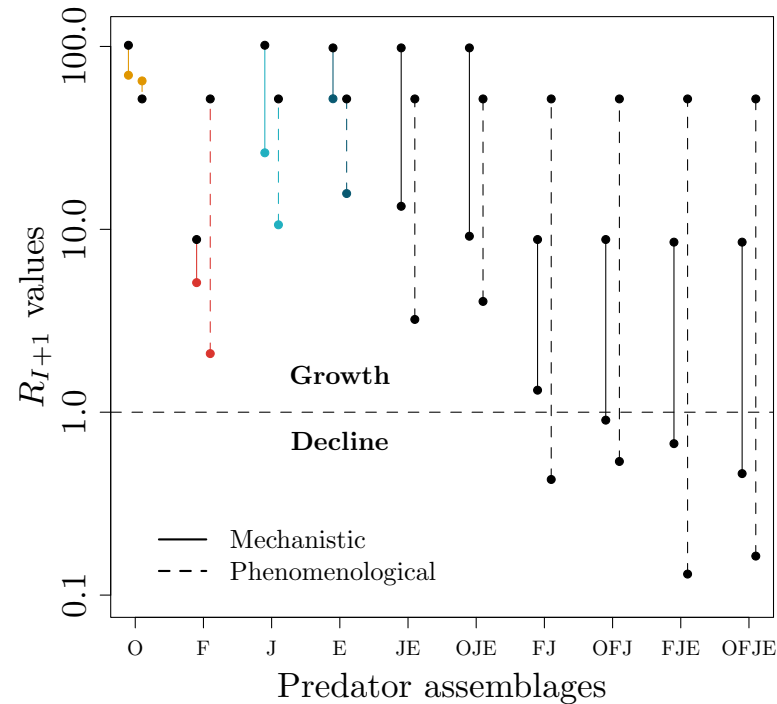 100.0
10.0
1.0
0.1
R_{I+1} values
Growth
Decline
Mechanistic
Phenomenological
O F J E JE OJE FJ OFJ FJE OFJE
Predator assemblages